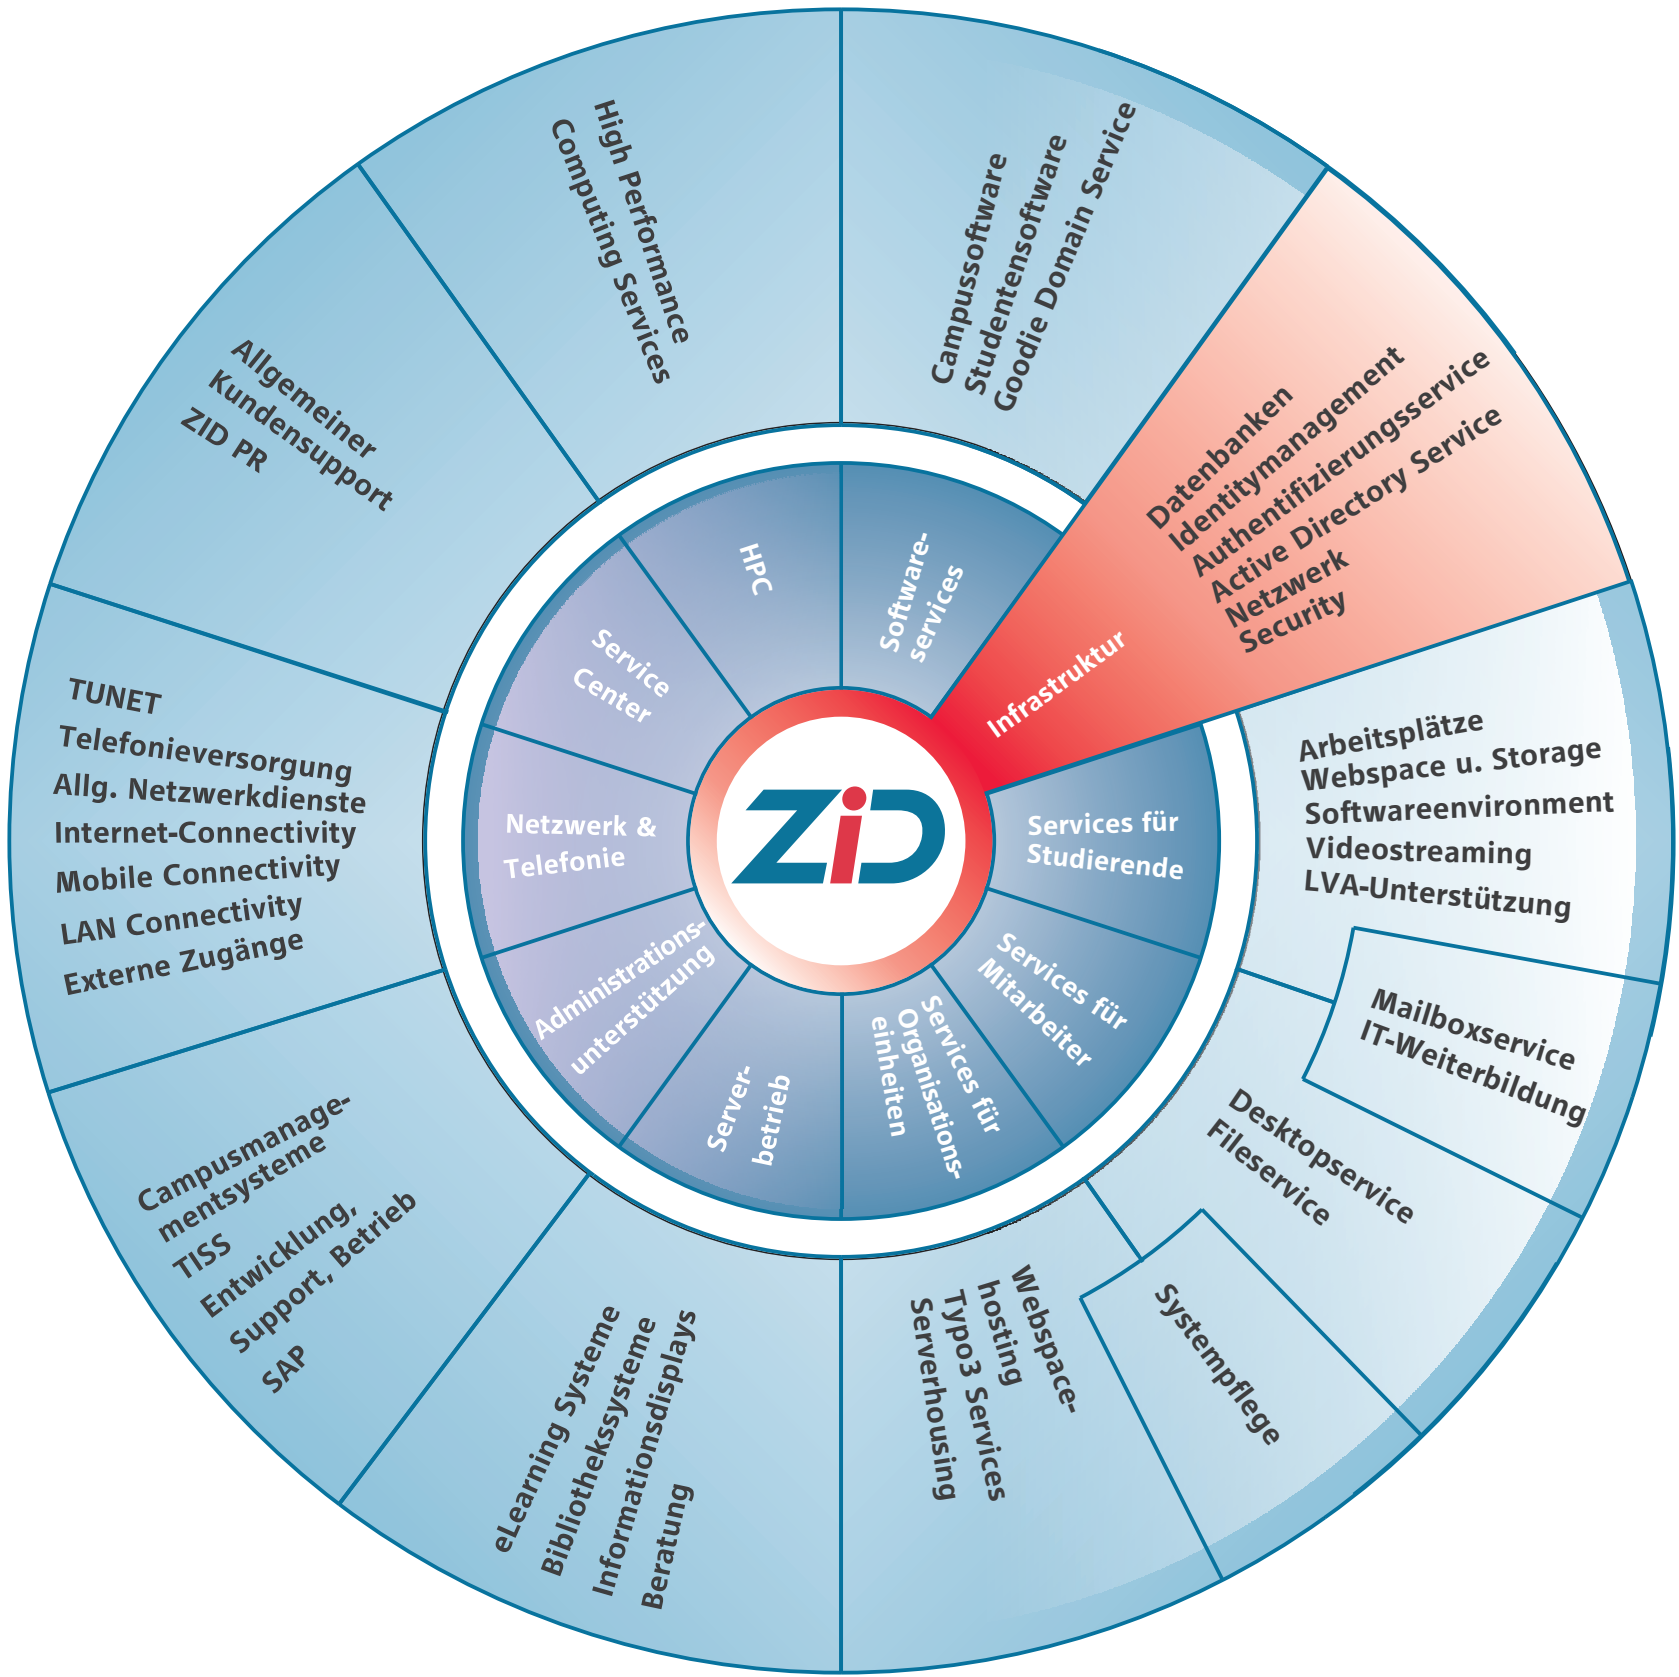 ZiD
Software-
services
Infrastruktur
Services für
Studierende
Services für
Mitarbeiter
Services für
Organisations-
einheiten
Server-
betrieb
Administrations-
unterstützung
Netzwerk &
Telefonie
Service
Center
HPC
Campussoftware
Studentensoftware
Goodie Domain Service
Datenbanken
Identitymanagement
Authentifizierungsservice
Active Directory Service
Netzwerk
Security
Arbeitsplätze
Webspace u. Storage
Softwareenvironment
Videostreaming
LVA-Unterstützung
Mailboxservice
IT-Weiterbildung
Desktopservice
Fileservice
Systempflege
Webspace-
hosting
Typo3 Services
Serverhousing
eLearning Systeme
Bibliothekssysteme
Informationsdisplays
Beratung
Campusmanage-
mentsysteme
TISS
Entwicklung,
Support, Betrieb
SAP
TUNET
Telefonieversorgung
Allg. Netzwerkdienste
Internet-Connectivity
Mobile Connectivity
LAN Connectivity
Externe Zugänge
Allgemeiner
Kundensupport
ZID PR
High Performance
Computing Services